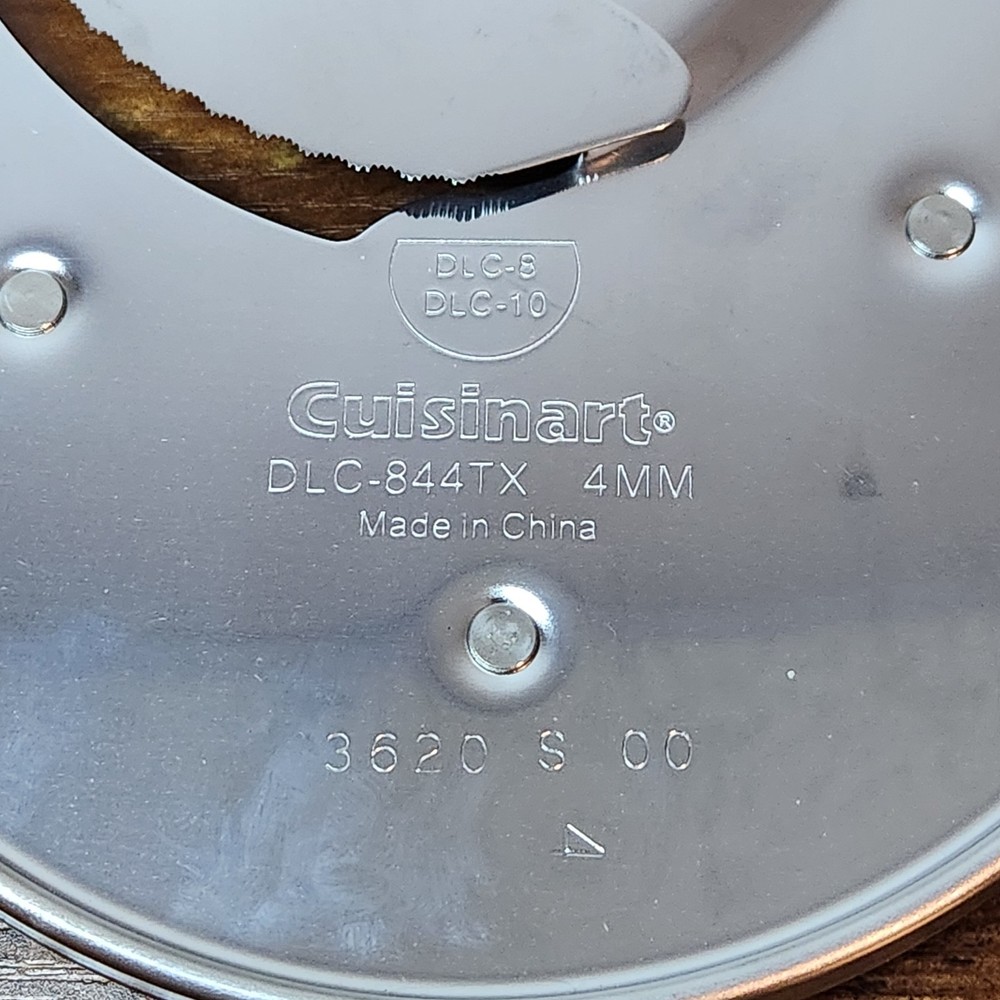 DLC-8
DLC-10
Cuisinart®
DLC-844TX 4MM
Made in China
3620 S 00